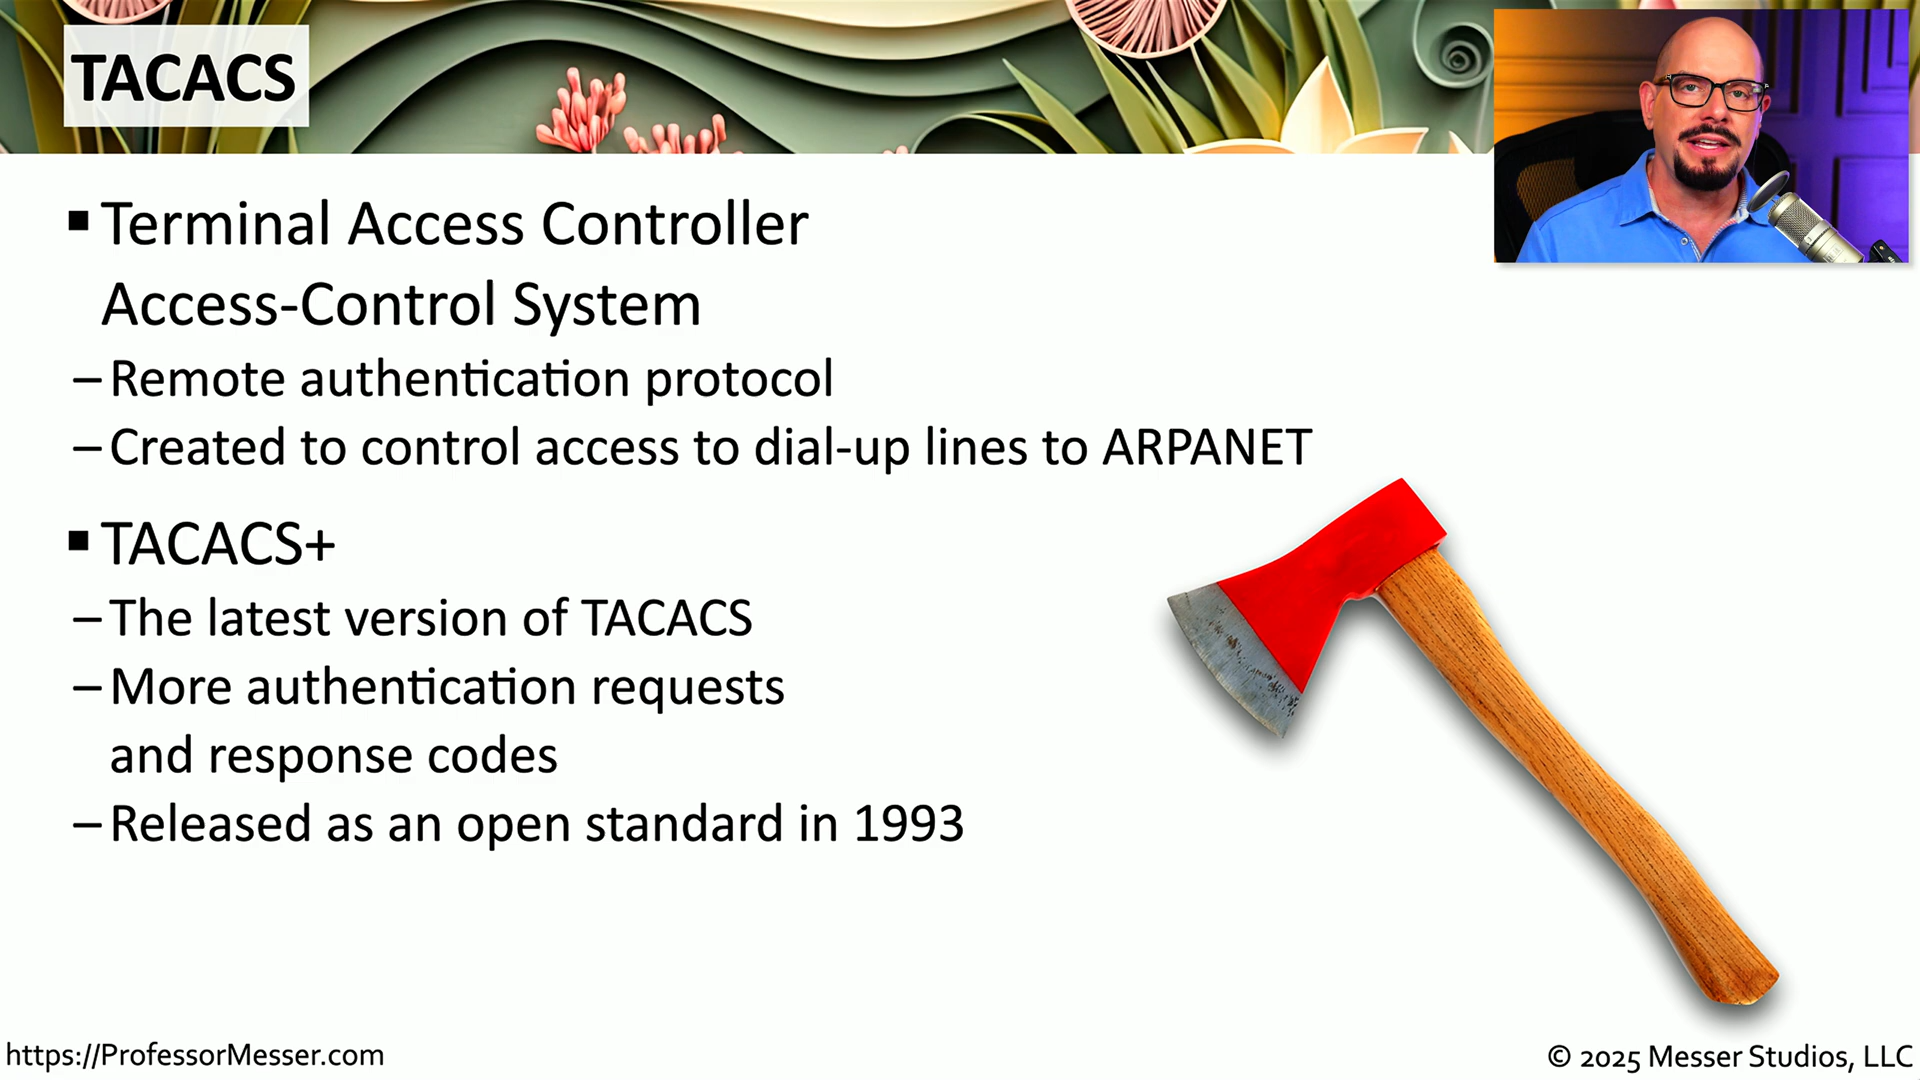 TACACS
▪ Terminal Access Controller
Access-Control System
– Remote authentication protocol
– Created to control access to dial-up lines to ARPANET
▪ TACACS+
– The latest version of TACACS
– More authentication requests
and response codes
– Released as an open standard in 1993
https://ProfessorMesser.com
© 2025 Messer Studios, LLC